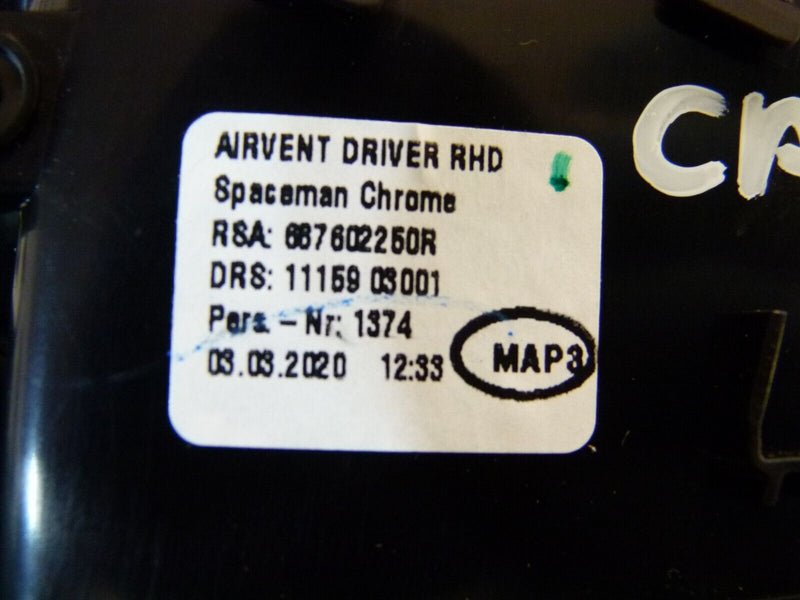 AIRVENT DRIVER RHD
Spaceman Chrome
RSA: 687602250R
DRS: 11159 03001
Pers. - Nr: 1374
03.03.2020 12:33
MAP3